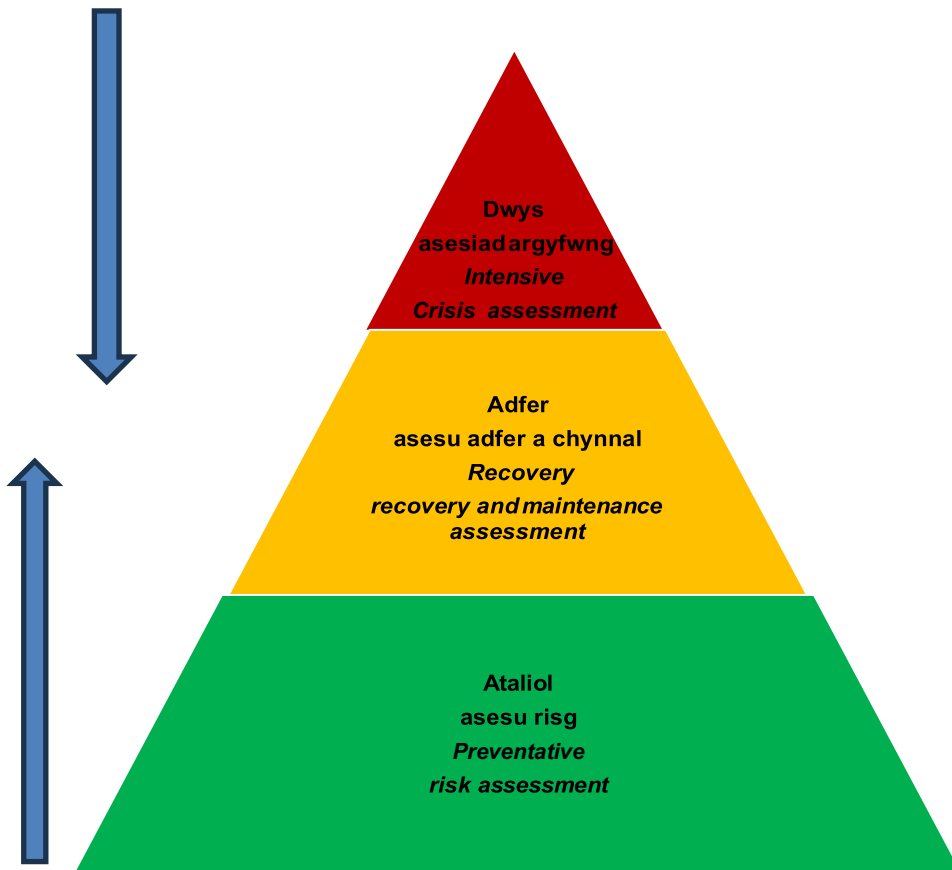 Dwys
asesiad argyfwng
Intensive
Crisis assessment
Adfer
asesu adfer a chynnal
Recovery
recovery and maintenance
assessment
Ataliol
asesu risg
Preventative
risk assessment